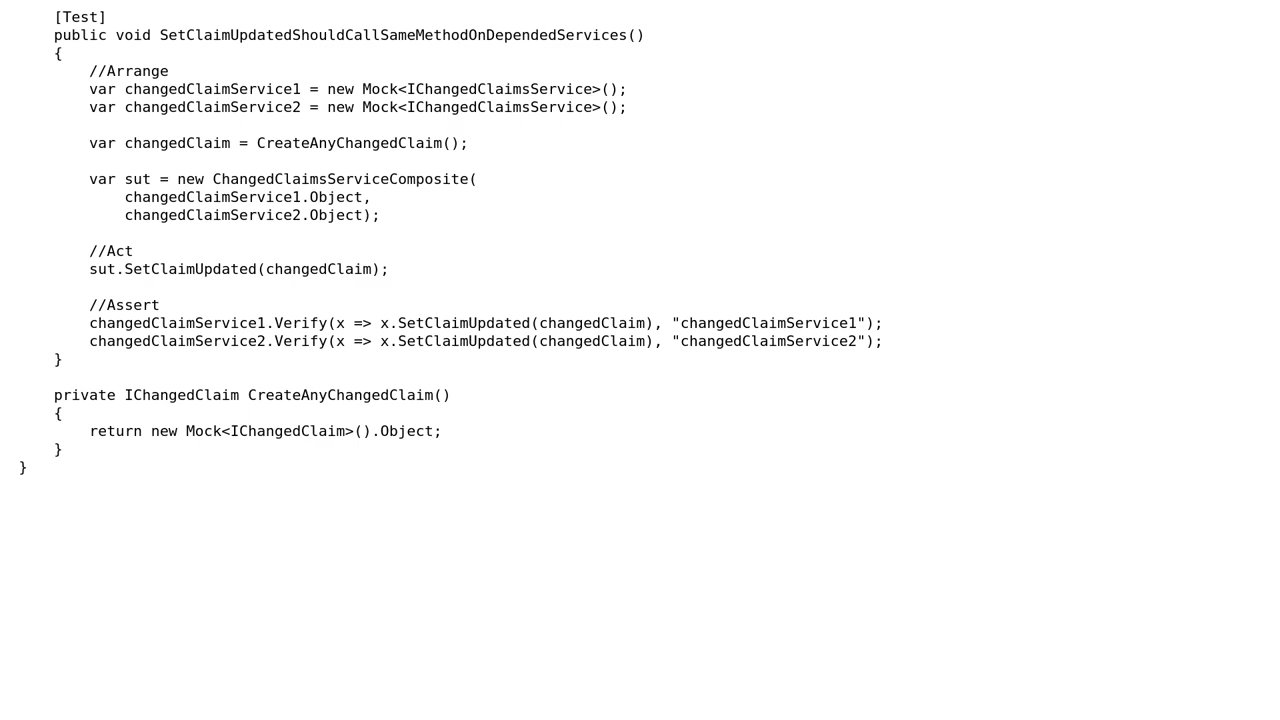 [Test]
public void SetClaimUpdatedShouldCallSameMethodOnDependedServices()
{
//Arrange
var changedClaimService1 = new Mock<IChangedClaimsService>();
var changedClaimService2 = new Mock<IChangedClaimsService>();
var changedClaim = CreateAnyChangedClaim();
var sut = new ChangedClaimsServiceComposite(
changedClaimService1.Object,
changedClaimService2.Object);
//Act
sut.SetClaimUpdated(changedClaim);
//Assert
changedClaimService1.Verify(x => x.SetClaimUpdated(changedClaim), "changedClaimService1");
changedClaimService2.Verify(x => x.SetClaimUpdated(changedClaim), "changedClaimService2");
}
private IChangedClaim CreateAnyChangedClaim()
{
return new Mock<IChangedClaim>().Object;
}
}